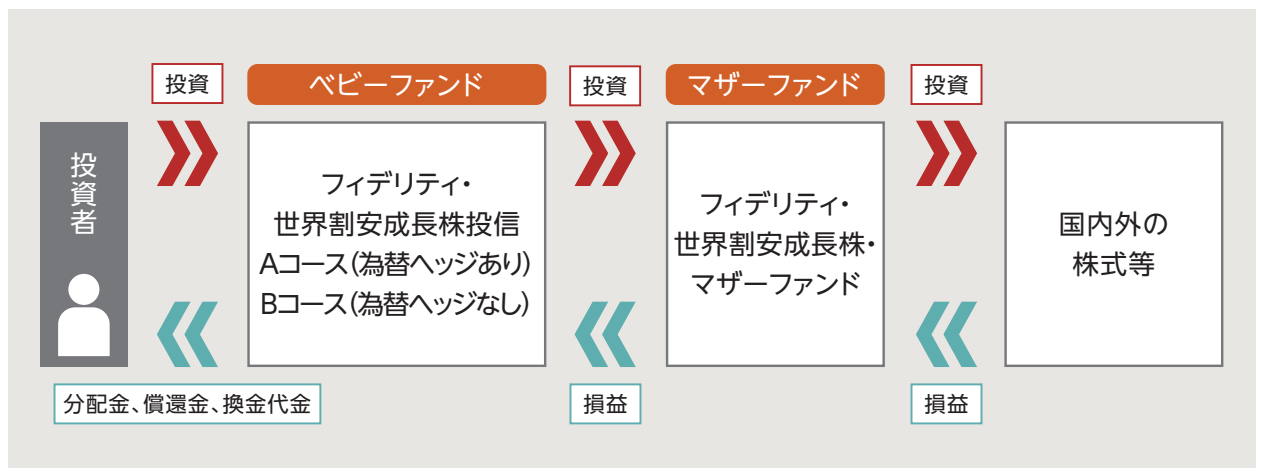 投資
ベビーファンド
投資
マザーファンド
投資
投資者
フィデリティ・
世界割安成長株投信
Aコース(為替ヘッジあり)
Bコース(為替ヘッジなし)
フィデリティ・
世界割安成長株・
マザーファンド
国内外の
株式等
分配金、償還金、換金代金
損益
損益